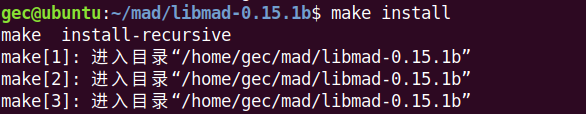 gec@ubuntu:~/mad/libmad-0.15.1b$ make install
make  install-recursive
make[1]: 进入目录“/home/gec/mad/libmad-0.15.1b”
make[2]: 进入目录“/home/gec/mad/libmad-0.15.1b”
make[3]: 进入目录“/home/gec/mad/libmad-0.15.1b”